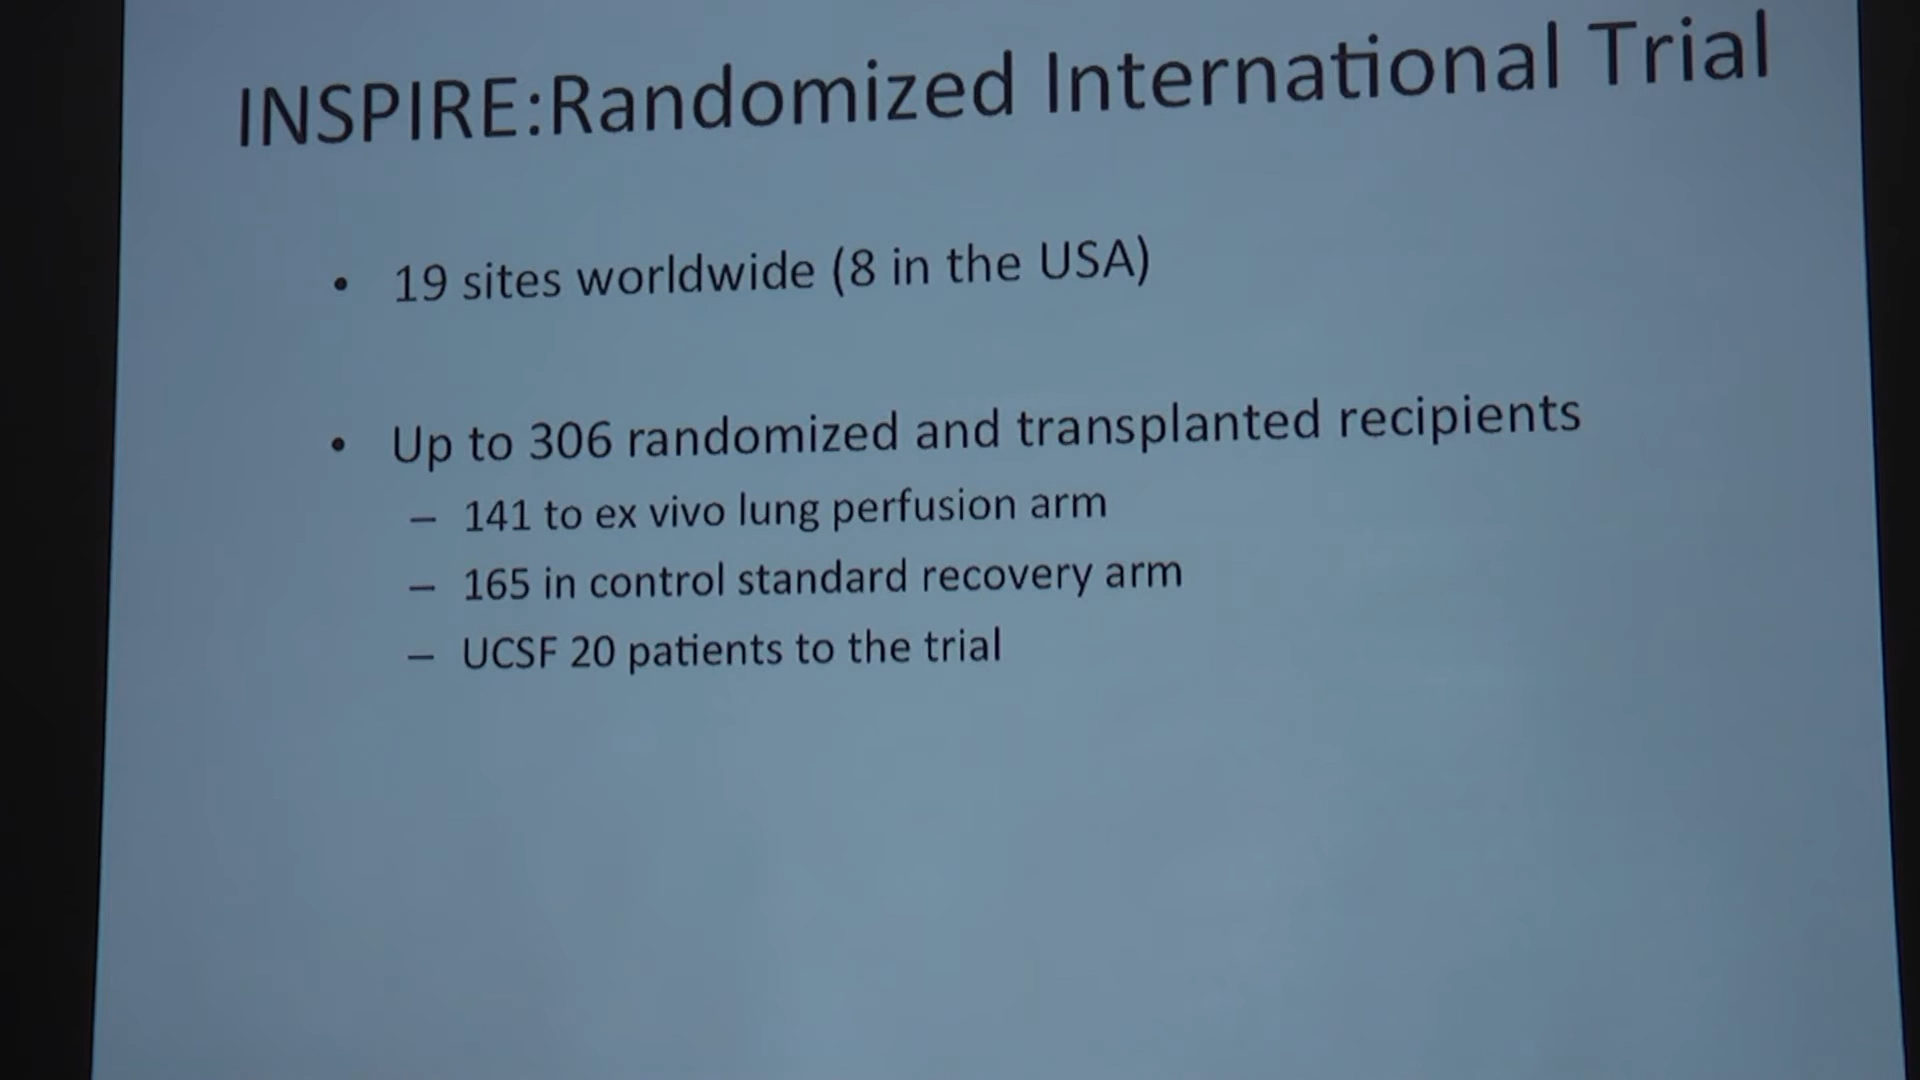 INSPIRE:Randomized International Trial
• 19 sites worldwide (8 in the USA)
• Up to 306 randomized and transplanted recipients
– 141 to ex vivo lung perfusion arm
– 165 in control standard recovery arm
– UCSF 20 patients to the trial